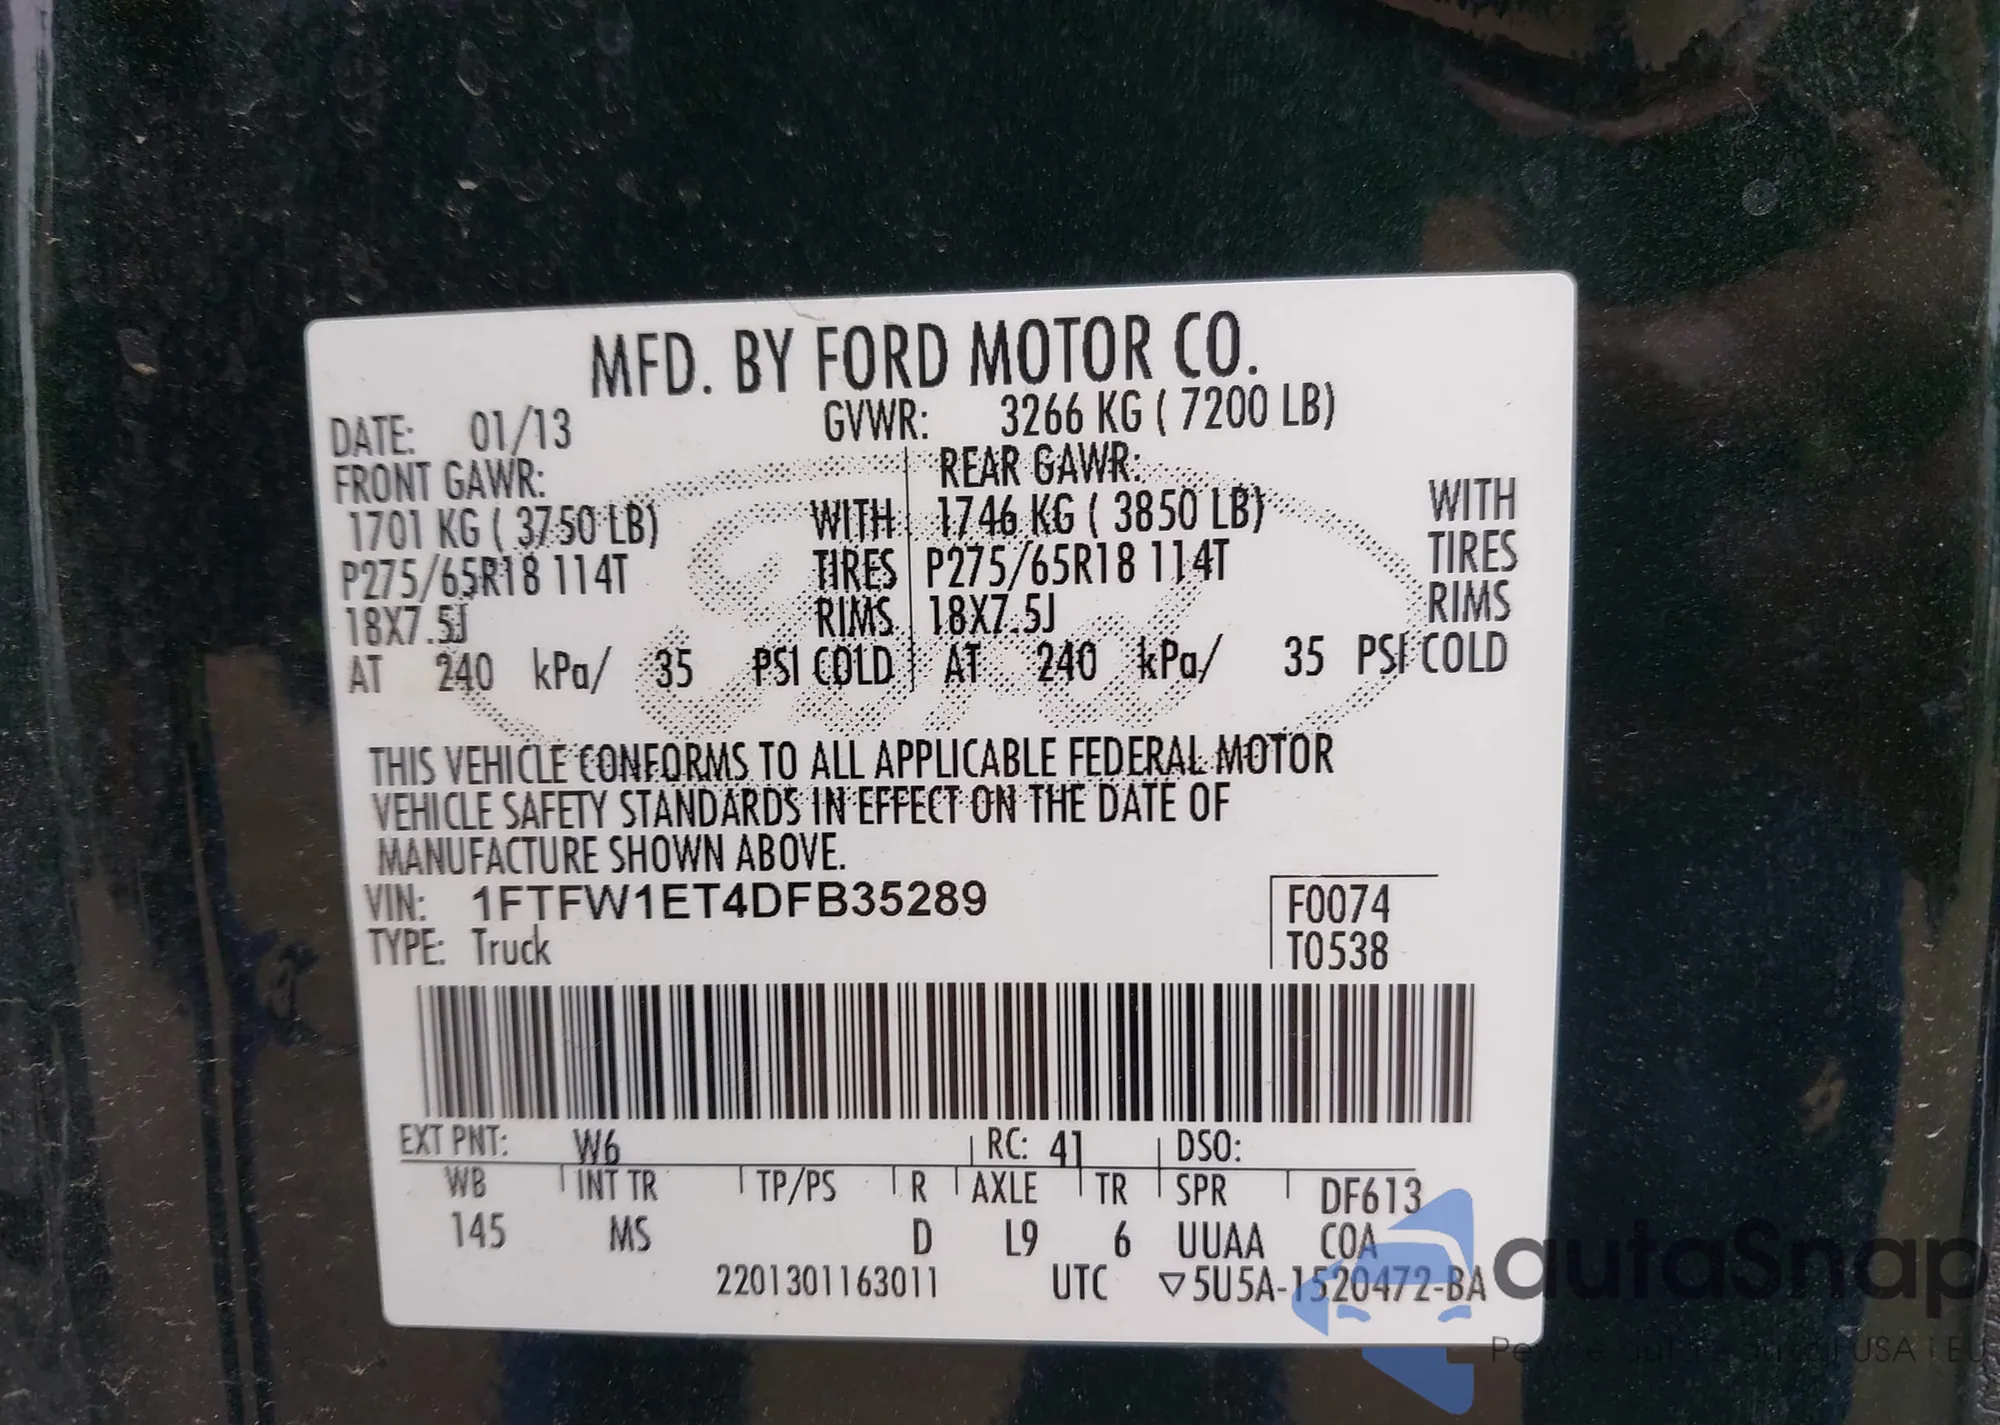 MFD. BY FORD MOTOR CO.
DATE: 01/13 GVWR: 3266 KG ( 7200 LB)
FRONT GAWR: REAR GAWR:
1701 KG ( 3750 LB) WITH 1746 KG ( 3850 LB) WITH
P275/65R18 114T TIRES P275/65R18 114T TIRES
18X7.5J RIMS 18X7.5J RIMS
AT 240 kPa/ 35 PSI COLD AT 240 kPa/ 35 PSI COLD
THIS VEHICLE CONFORMS TO ALL APPLICABLE FEDERAL MOTOR
VEHICLE SAFETY STANDARDS IN EFFECT ON THE DATE OF
MANUFACTURE SHOWN ABOVE.
VIN: 1FTFW1ET4DFB35289 F0074
TYPE: Truck T0538
EXT PNT: W6 RC: 41 DSO:
WB INT TR TP/PS R AXLE TR SPR DF613
145 MS D L9 6 UUAA COA
2201301163011 UTC ▽5U5A-1520472-BA
autaSnap
USA | EU